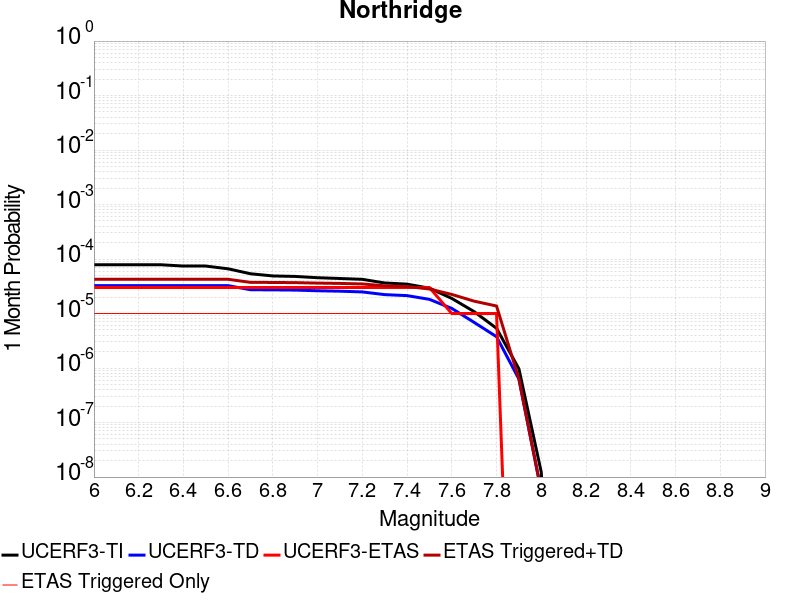 Northridge
1 Month Probability
10^0
10^-1
10^-2
10^-3
10^-4
10^-5
10^-6
10^-7
10^-8
6 6.2 6.4 6.6 6.8 7 7.2 7.4 7.6 7.8 8 8.2 8.4 8.6 8.8 9
Magnitude
UCERF3-TI UCERF3-TD UCERF3-ETAS ETAS Triggered+TD
ETAS Triggered Only